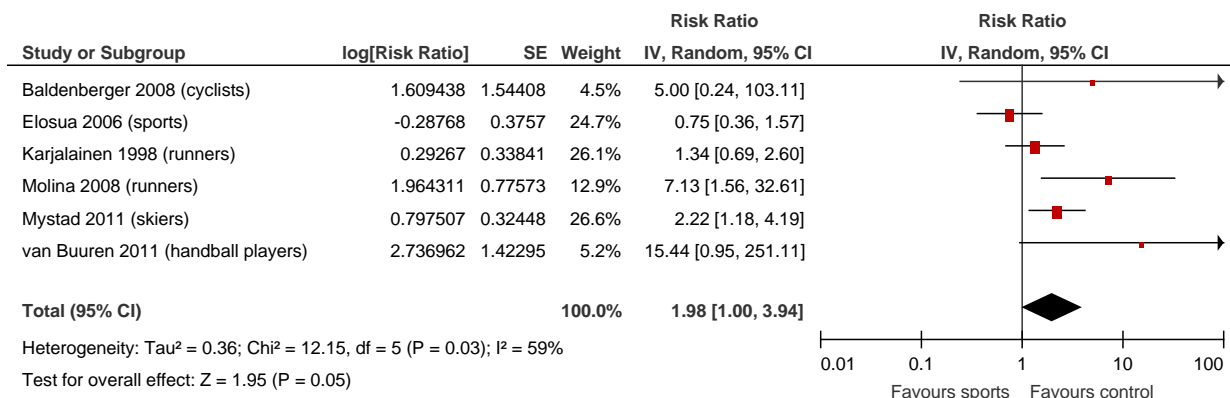 Risk Ratio Risk Ratio
Study or Subgroup log[Risk Ratio] SE Weight IV, Random, 95% CI IV, Random, 95% CI
Baldenberger 2008 (cyclists) 1.609438 1.54408 4.5% 5.00 [0.24, 103.11]
Elosua 2006 (sports) -0.28768 0.3757 24.7% 0.75 [0.36, 1.57]
Karjalainen 1998 (runners) 0.29267 0.33841 26.1% 1.34 [0.69, 2.60]
Molina 2008 (runners) 1.964311 0.77573 12.9% 7.13 [1.56, 32.61]
Mystad 2011 (skiers) 0.797507 0.32448 26.6% 2.22 [1.18, 4.19]
van Buuren 2011 (handball players) 2.736962 1.42295 5.2% 15.44 [0.95, 251.11]
Total (95% CI) 100.0% 1.98 [1.00, 3.94]
Heterogeneity: Tau² = 0.36; Chi² = 12.15, df = 5 (P = 0.03); I² = 59%
Test for overall effect: Z = 1.95 (P = 0.05)
0.01 0.1 1 10 100
Favours sports Favours control